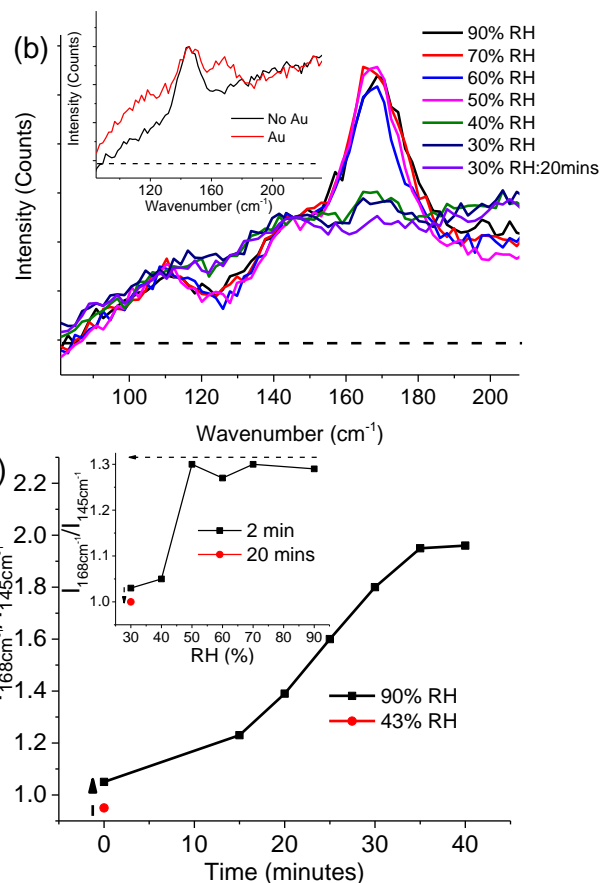 (b)
Intensity (Counts)
No Au
Au
120 160 200
Wavenumber (cm-1)
90% RH
70% RH
60% RH
50% RH
40% RH
30% RH
30% RH:20mins
Intensity (Counts)
100 120 140 160 180 200
Wavenumber (cm-1)
)
2.2
2.0
1.8
1.6
1.4
1.2
1.0
168cm-1/ 145cm-1
I168cm-1/I145cm-1
1.3
1.2
1.1
1.0
2 min
20 mins
30 40 50 60 70 80 90
RH (%)
90% RH
43% RH
0 10 20 30 40
Time (minutes)